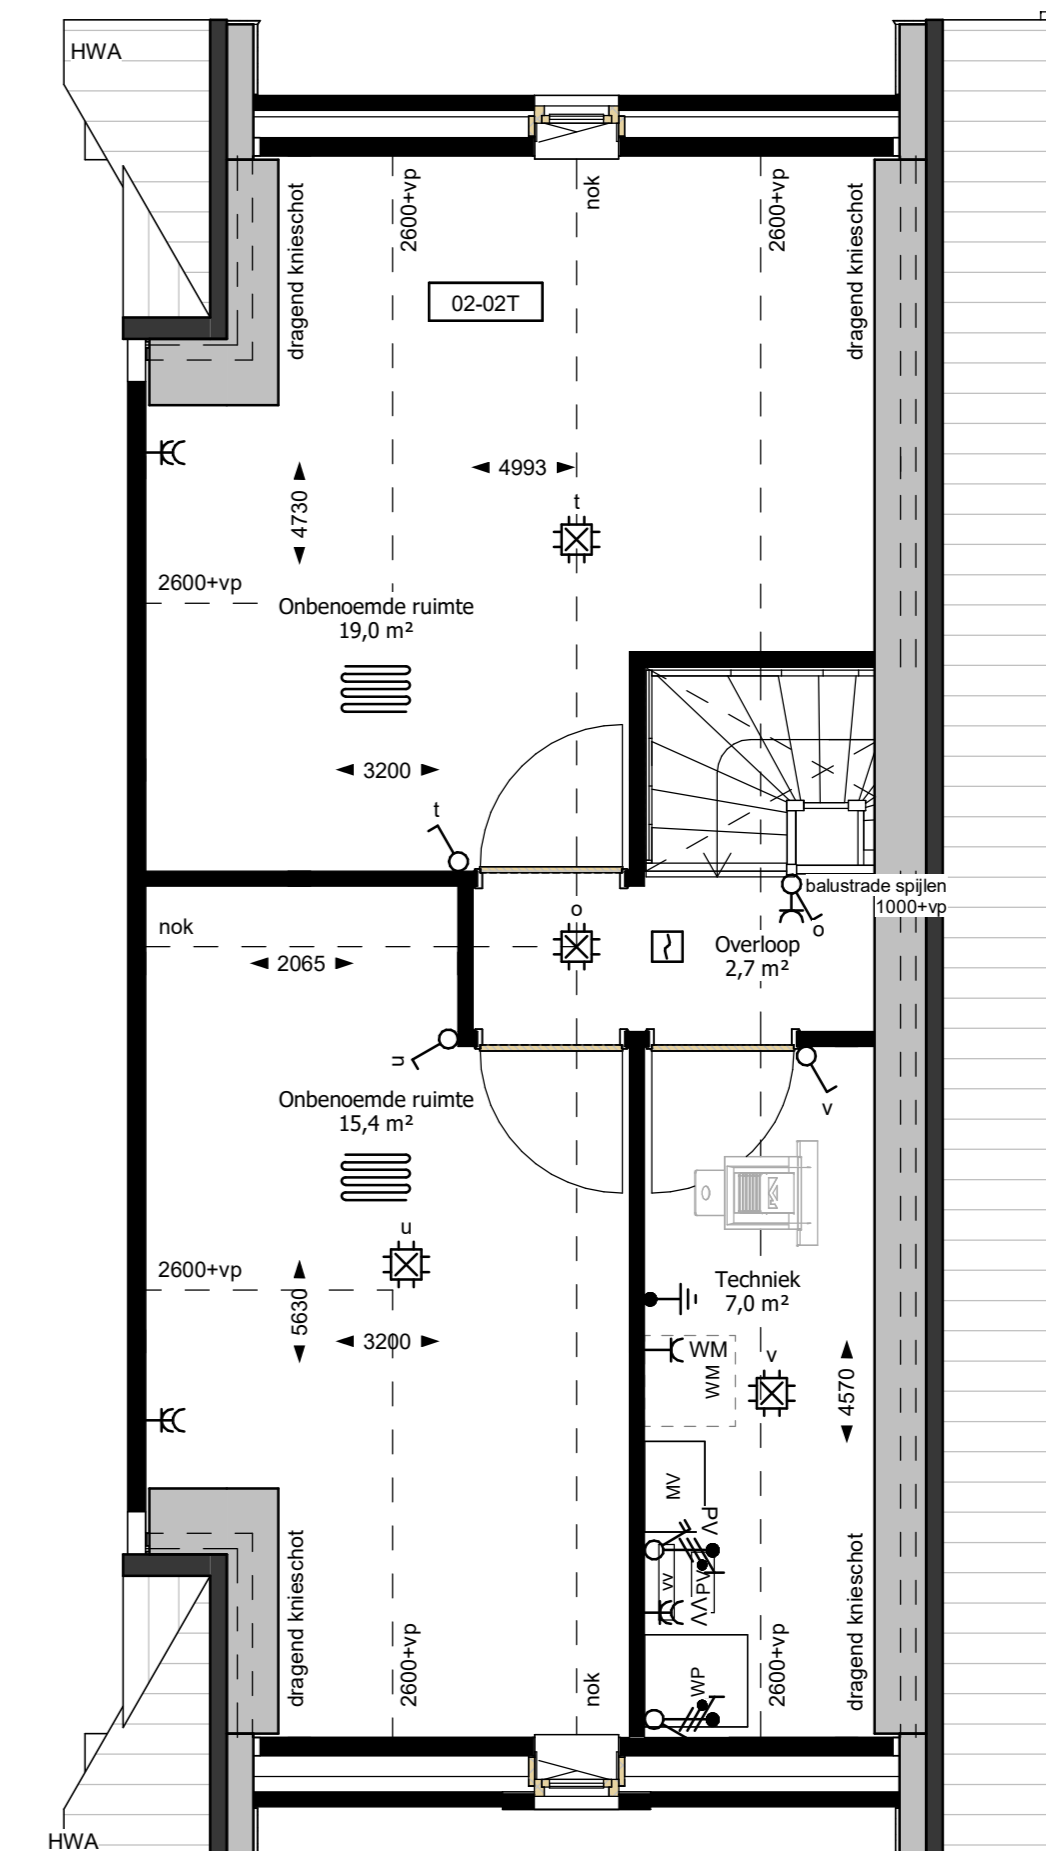 HWA
dragend knieschot
2600+vp
nok
2600+vp
dragend knieschot
02-02T
4993
4730
t
2600+vp
Onbenoemde ruimte
19,0 m²
3200
t
balustrade spijlen
1000+vp
o
o
nok
2065
Overloop
2,7 m²
u
Onbenoemde ruimte
15,4 m²
v
u
2600+vp
5630
3200
Techniek
7,0 m²
WM
WM
v
4570
MV
PV
vv
PV
VV
WP
dragend knieschot
2600+vp
nok
2600+vp
dragend knieschot
HWA